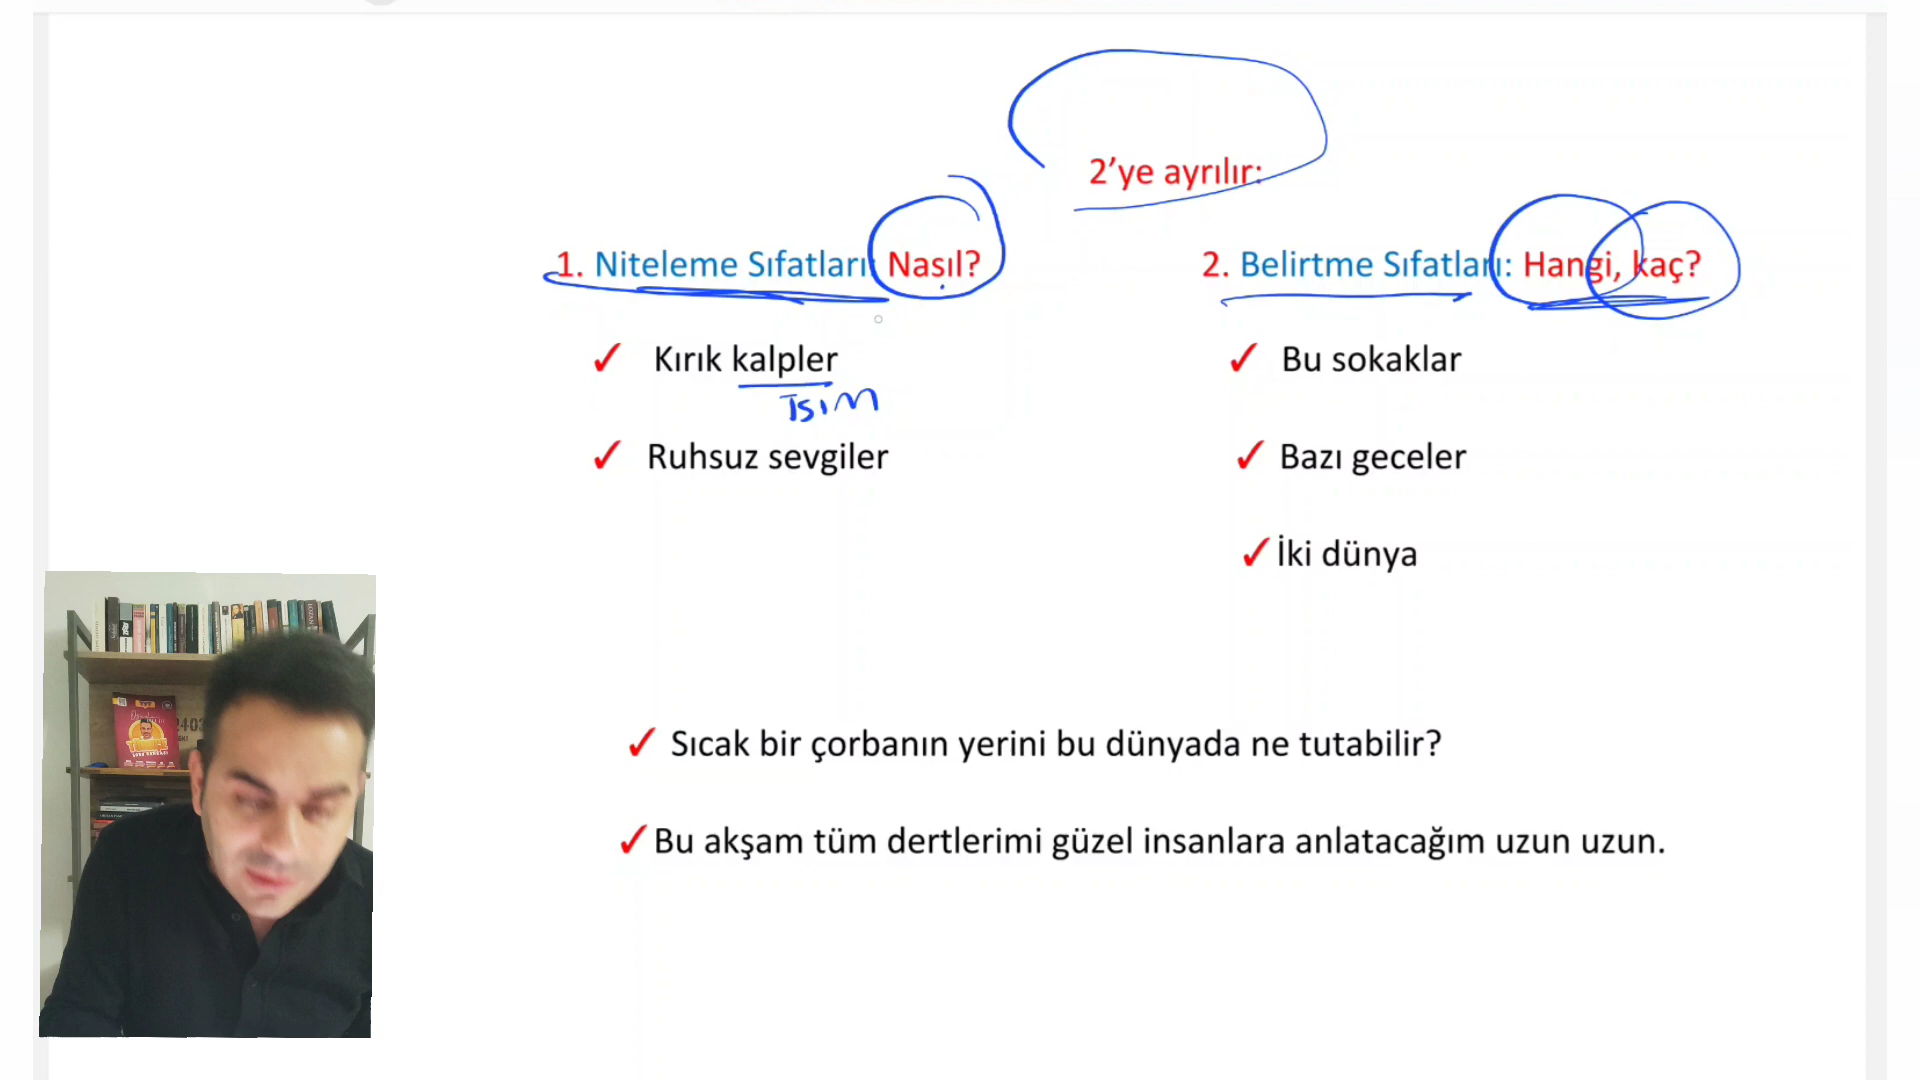 2’ye ayrılır:
1. Niteleme Sıfatları: Nasıl?
2. Belirtme Sıfatları: Hangi, kaç?
✓ Kırık kalpler
isim
✓ Ruhsuz sevgiler
✓ Bu sokaklar
✓ Bazı geceler
✓ İki dünya
✓ Sıcak bir çorbanın yerini bu dünyada ne tutabilir?
✓ Bu akşam tüm dertlerimi güzel insanlara anlatacağım uzun uzun.